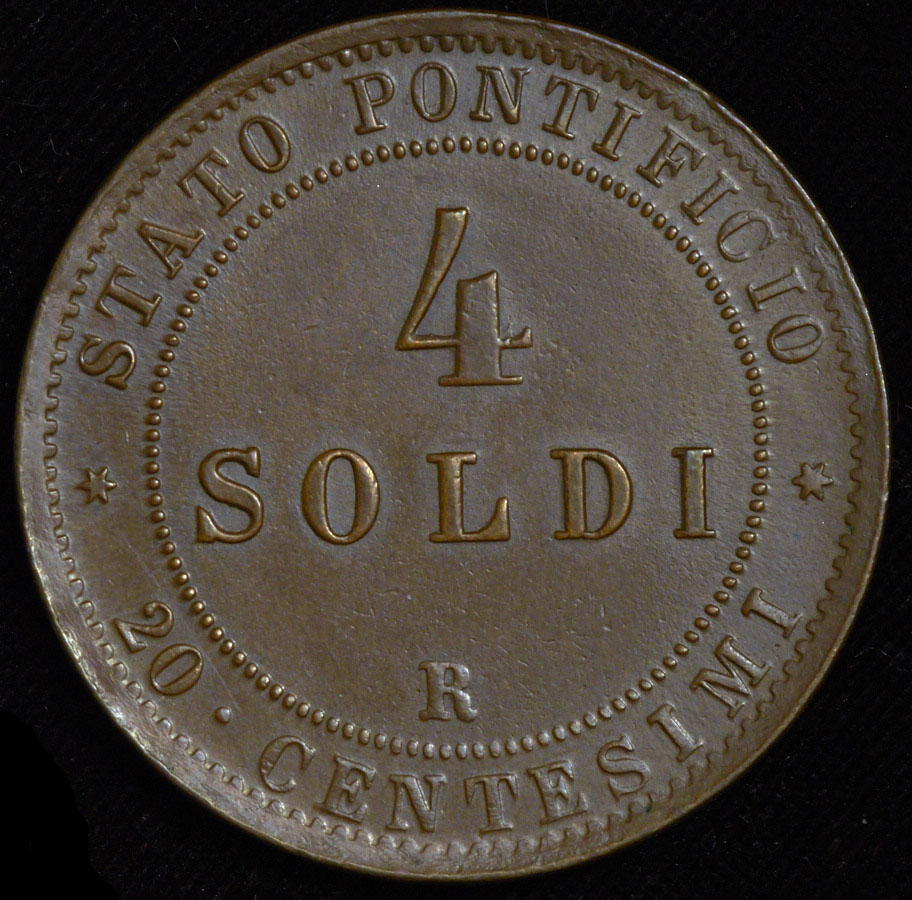 STATO PONTIFICIO
4
SOLDI
R
20 . CENTESIMI